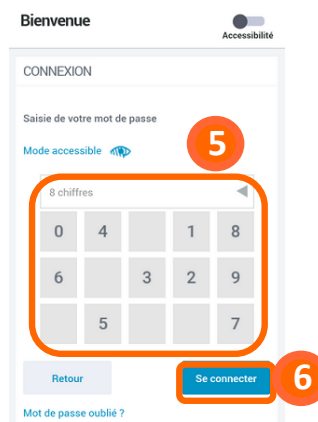 Bienvenue
Accessibilité
CONNEXION
Saisie de votre mot de passe
Mode accessible
5
8 chiffres
0 4 1 8
6 3 2 9
5 7
Retour
Se connecter
6
Mot de passe oublié ?